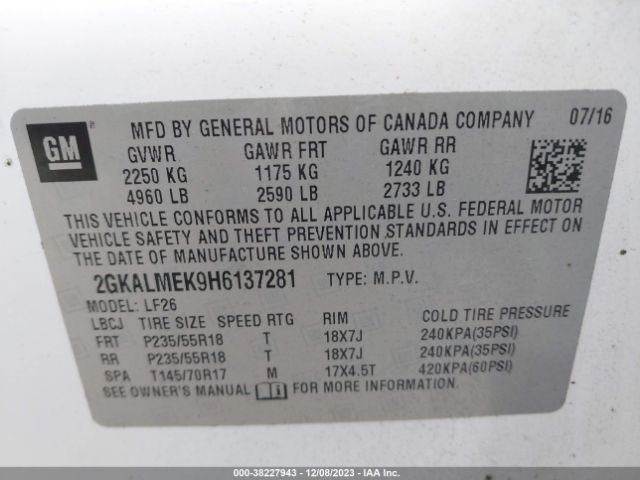 GM
MFD BY GENERAL MOTORS OF CANADA COMPANY 07/16
GVWR GAWR FRT GAWR RR
2250 KG 1175 KG 1240 KG
4960 LB 2590 LB 2733 LB
THIS VEHICLE CONFORMS TO ALL APPLICABLE U.S. FEDERAL MOTOR
VEHICLE SAFETY AND THEFT PREVENTION STANDARDS IN EFFECT ON
THE DATE OF MANUFACTURE SHOWN ABOVE.
2GKALMEK9H6137281 TYPE: M.P.V.
MODEL: LF26
LBCJ TIRE SIZE SPEED RTG RIM COLD TIRE PRESSURE
FRT P235/55R18 T 18X7J 240KPA(35PSI)
RR P235/55R18 T 18X7J 240KPA(35PSI)
SPA T145/70R17 M 17X4.5T 420KPA(60PSI)
SEE OWNER'S MANUAL FOR MORE INFORMATION.
000-38227943 - 12/08/2023 - IAA Inc.